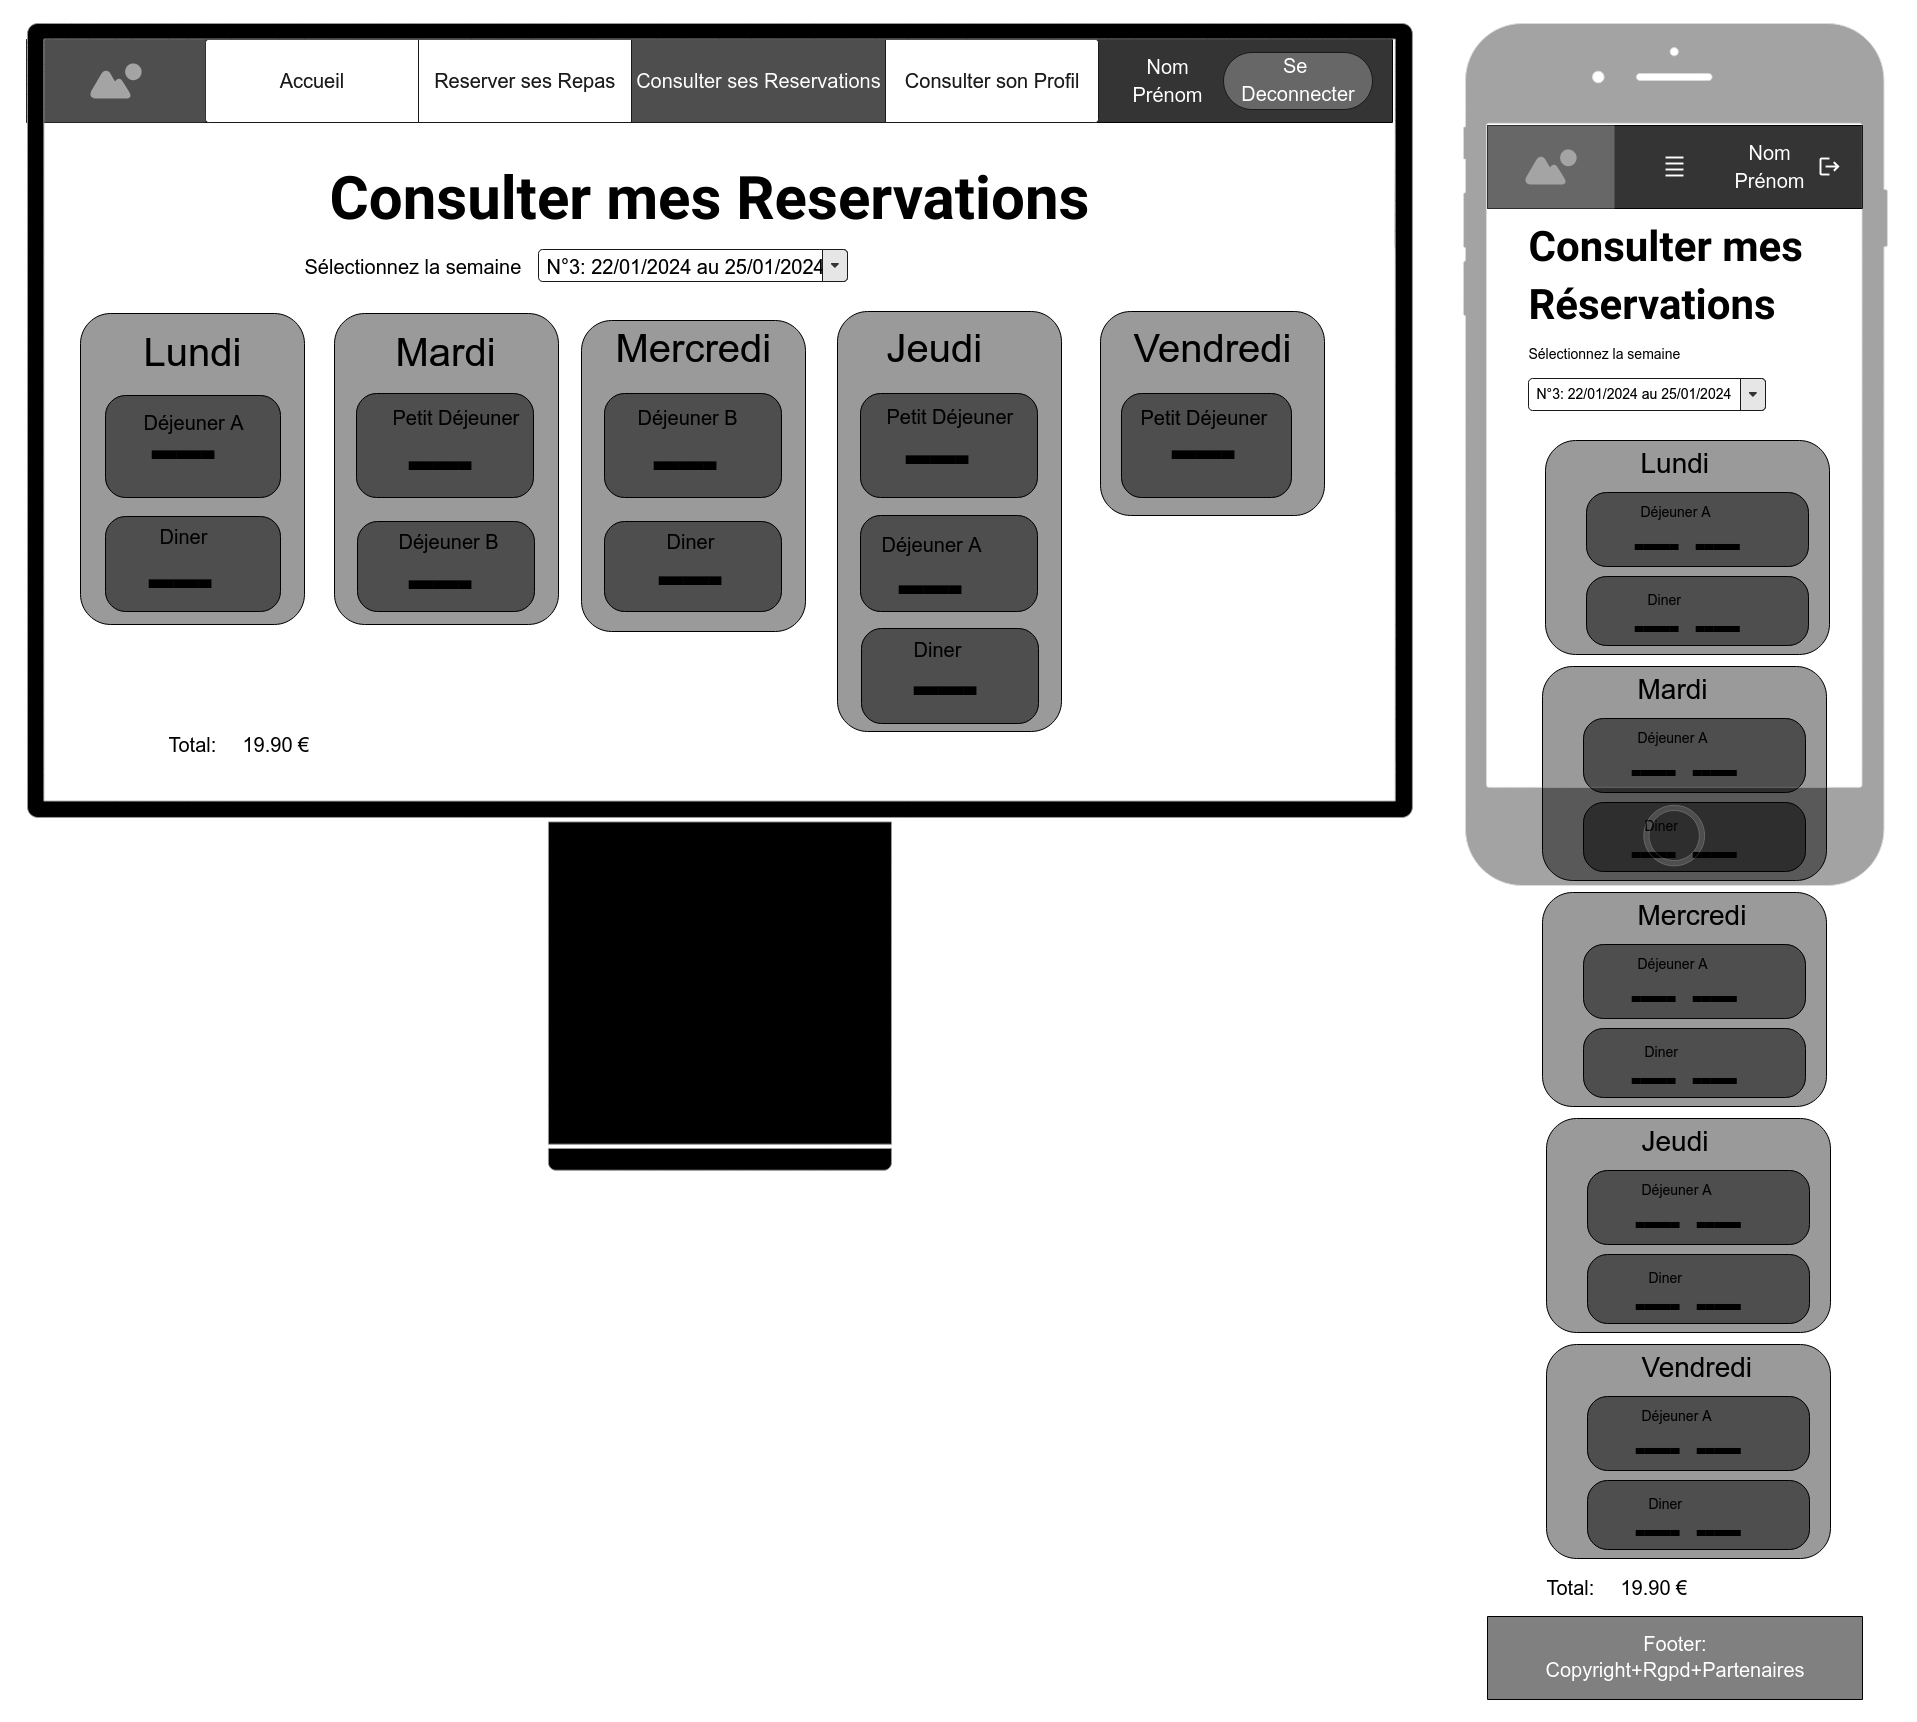 Accueil
Reserver ses Repas
Consulter ses Reservations
Consulter son Profil
Nom
Prénom
Se
Deconnecter
Consulter mes Reservations
Sélectionnez la semaine
N°3: 22/01/2024 au 25/01/2024
Lundi
Déjeuner A
Diner
Mardi
Petit Déjeuner
Déjeuner B
Mercredi
Déjeuner B
Diner
Jeudi
Petit Déjeuner
Déjeuner A
Diner
Vendredi
Petit Déjeuner
Total: 19.90 €
Nom
Prénom
Consulter mes
Réservations
Sélectionnez la semaine
N°3: 22/01/2024 au 25/01/2024
Lundi
Déjeuner A
Diner
Mardi
Déjeuner A
Diner
Mercredi
Déjeuner A
Diner
Jeudi
Déjeuner A
Diner
Vendredi
Déjeuner A
Diner
Total: 19.90 €
Footer:
Copyright+Rgpd+Partenaires